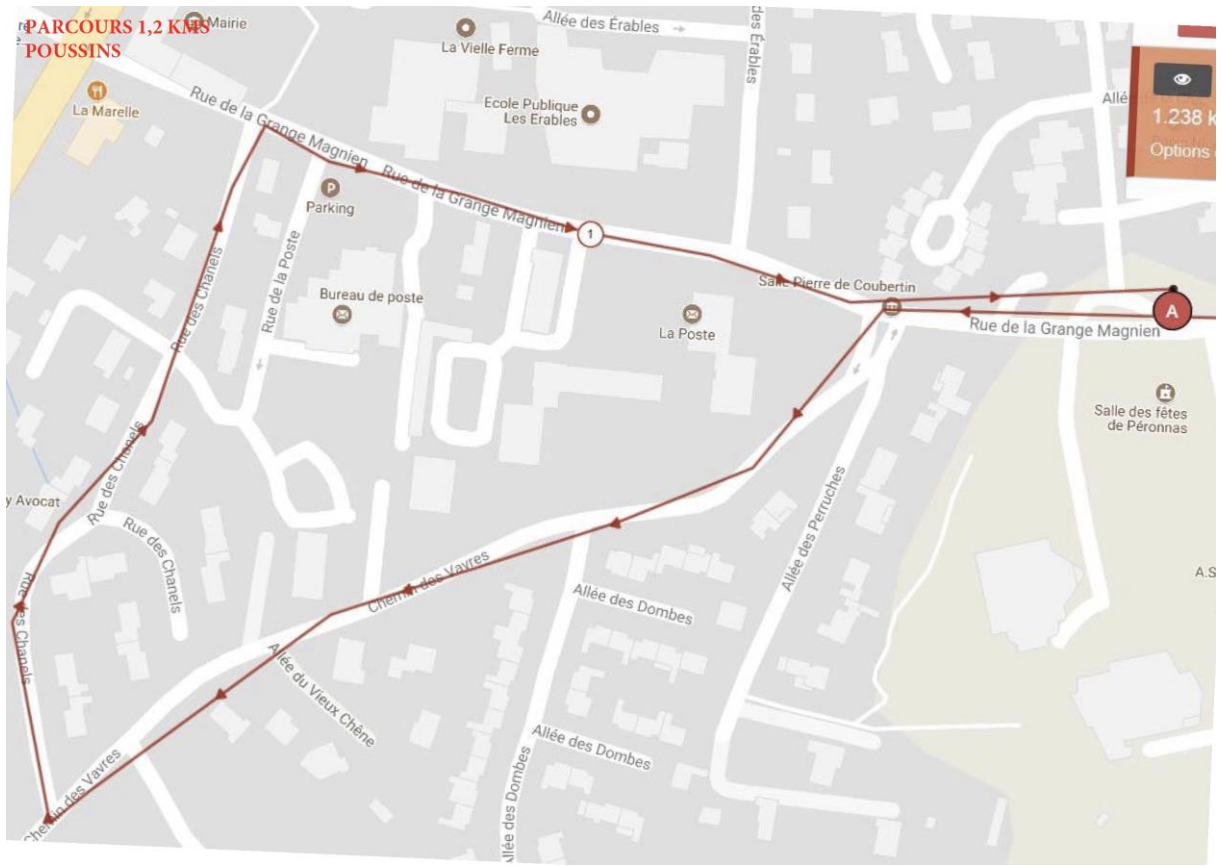 PARCOURS 1,2 KMS
POUSSINS
Mairie
La Marelle
La Vielle Ferme
Allée des Érables
Ecole Publique
Les Erables
Rue de la Grange Magnien
Rue de la Grange Magnien
Parking
1
Rue des Chanels
Rue de la Poste
Bureau de poste
La Poste
Salle Pierre de Coubertin
1.238 k
Options
A
Rue de la Grange Magnien
Salle des fêtes
de Péronnas
y Avocat
Rue des Chanels
Rue des Chanels
Rue des Chanels
Chemin des Vavres
Allée des Perruches
Allée des Dombes
Allée du Vieux Chêne
Allée des Dombes
Allée des Dombes
Chemin des Vavres
A.S